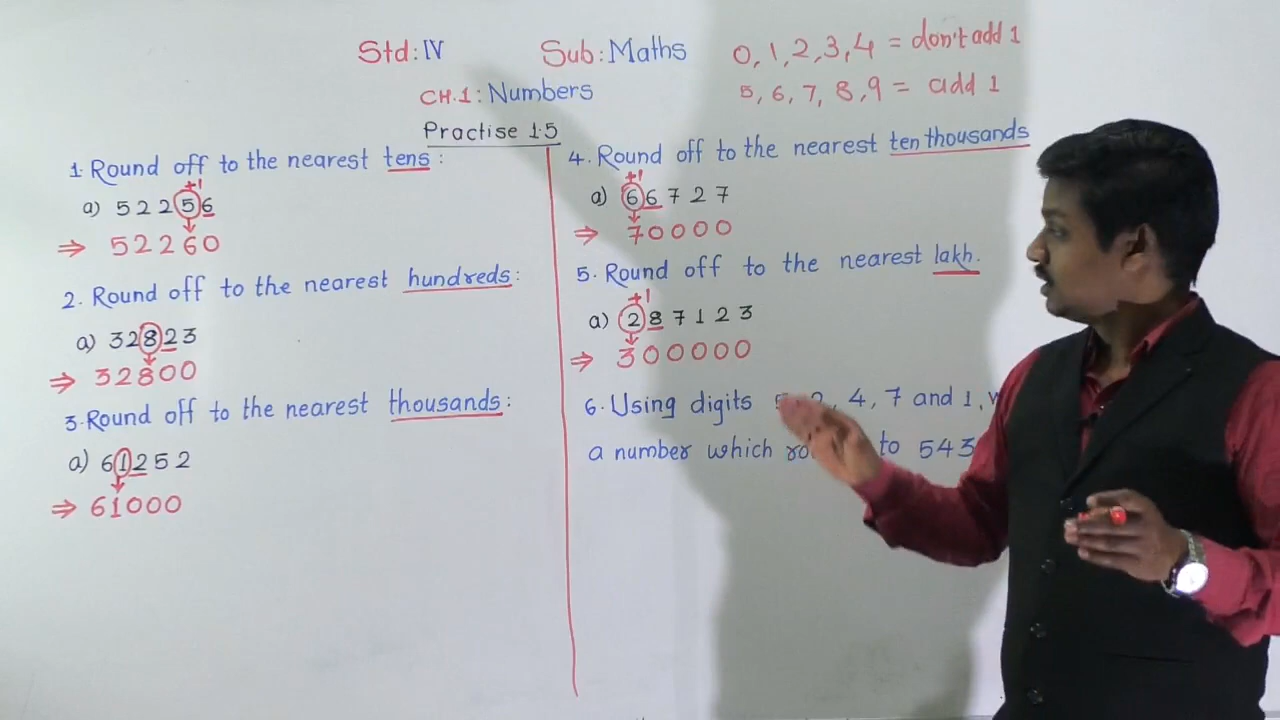 Std: IV Sub: Maths
0, 1, 2, 3, 4 = don't add 1
5, 6, 7, 8, 9 = add 1
CH.1: Numbers
Practise 1.5
1. Round off to the nearest tens:
+1
a) 5 2 2 5 6
⇒ 5 2 2 6 0
2. Round off to the nearest hundreds:
a) 3 2 8 2 3
⇒ 3 2 8 0 0
3. Round off to the nearest thousands:
a) 6 1 2 5 2
⇒ 6 1 0 0 0
4. Round off to the nearest ten thousands
+1
a) 6 6 7 2 7
⇒ 7 0 0 0 0
5. Round off to the nearest lakh.
+1
a) 2 8 7 1 2 3
⇒ 3 0 0 0 0 0
6. Using digits 4, 7 and 1,
a number which to 543